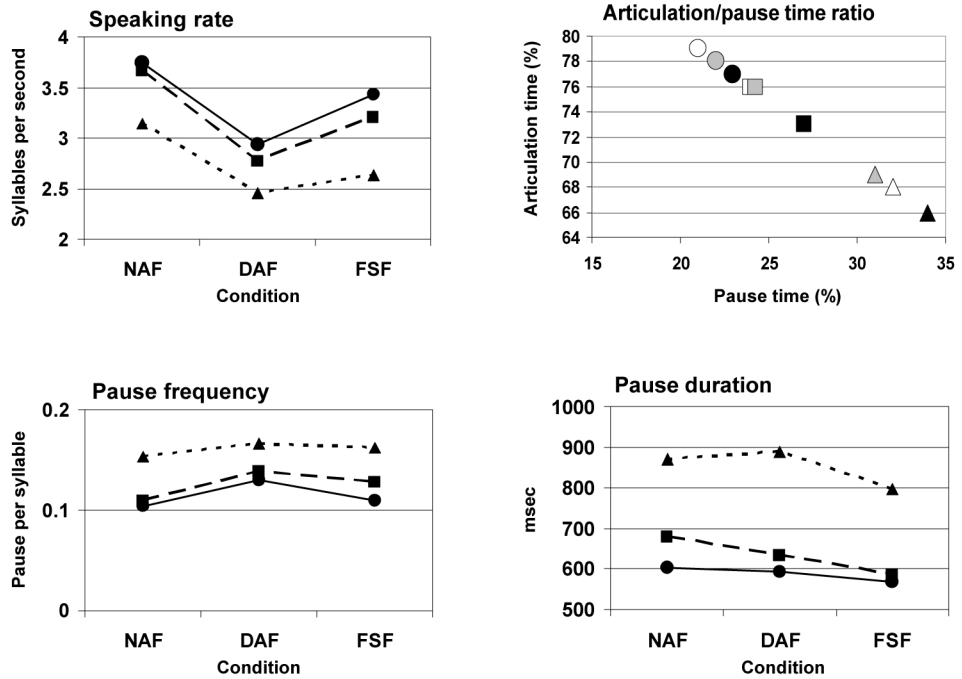 Speaking rate
Syllables per second
4
3.5
3
2.5
2
NAF DAF FSF
Condition
Articulation/pause time ratio
Articulation time (%)
80
78
76
74
72
70
68
66
64
15 20 25 30 35
Pause time (%)
Pause frequency
Pause per syllable
0.2
0.1
0
NAF DAF FSF
Condition
Pause duration
msec
1000
900
800
700
600
500
NAF DAF FSF
Condition